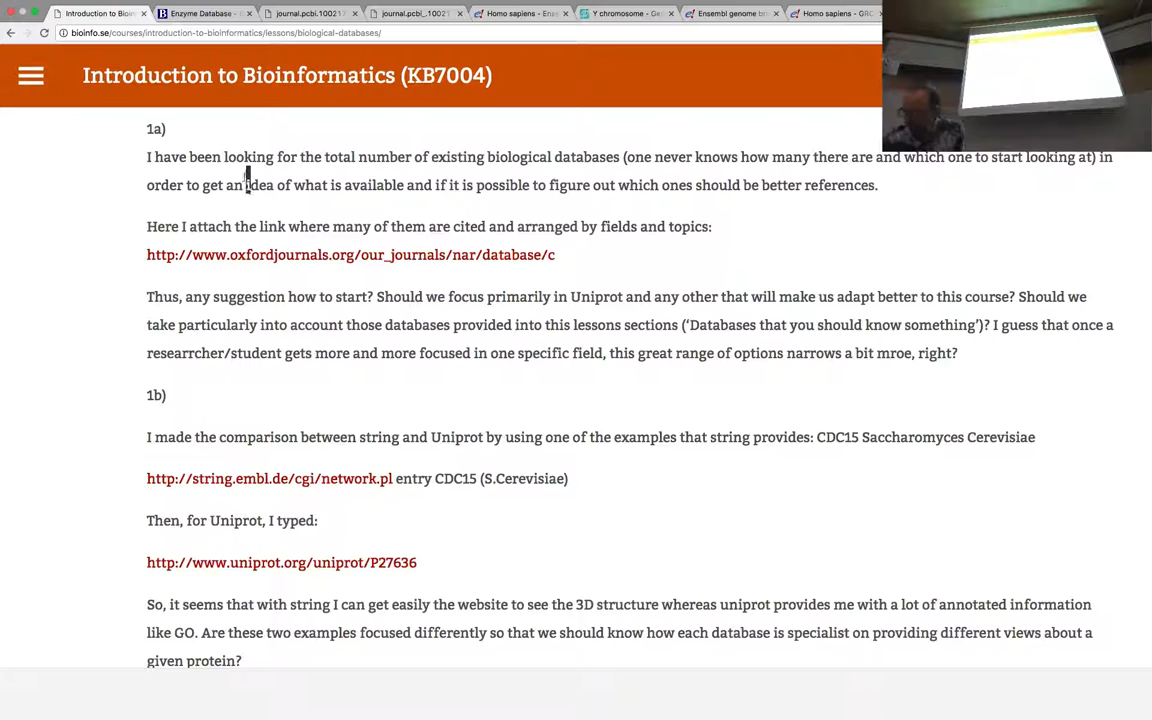 Introduction to Bioin
Enzyme Database - B
journal.pcbi.100217
journal.pcbi_.10021
Homo sapiens - Ens
Y chromosome - Ge
Ensembl genome br
Homo sapiens - GRC
bioinfo.se/courses/introduction-to-bioinformatics/lessons/biological-databases/
Introduction to Bioinformatics (KB7004)
1a)
I have been looking for the total number of existing biological databases (one never knows how many there are and which one to start looking at) in
order to get an idea of what is available and if it is possible to figure out which ones should be better references.
Here I attach the link where many of them are cited and arranged by fields and topics:
http://www.oxfordjournals.org/our_journals/nar/database/c
Thus, any suggestion how to start? Should we focus primarily in Uniprot and any other that will make us adapt better to this course? Should we
take particularly into account those databases provided into this lessons sections (‘Databases that you should know something’)? I guess that once a
researrcher/student gets more and more focused in one specific field, this great range of options narrows a bit mroe, right?
1b)
I made the comparison between string and Uniprot by using one of the examples that string provides: CDC15 Saccharomyces Cerevisiae
http://string.embl.de/cgi/network.pl entry CDC15 (S.Cerevisiae)
Then, for Uniprot, I typed:
http://www.uniprot.org/uniprot/P27636
So, it seems that with string I can get easily the website to see the 3D structure whereas uniprot provides me with a lot of annotated information
like GO. Are these two examples focused differently so that we should know how each database is specialist on providing different views about a
given protein?